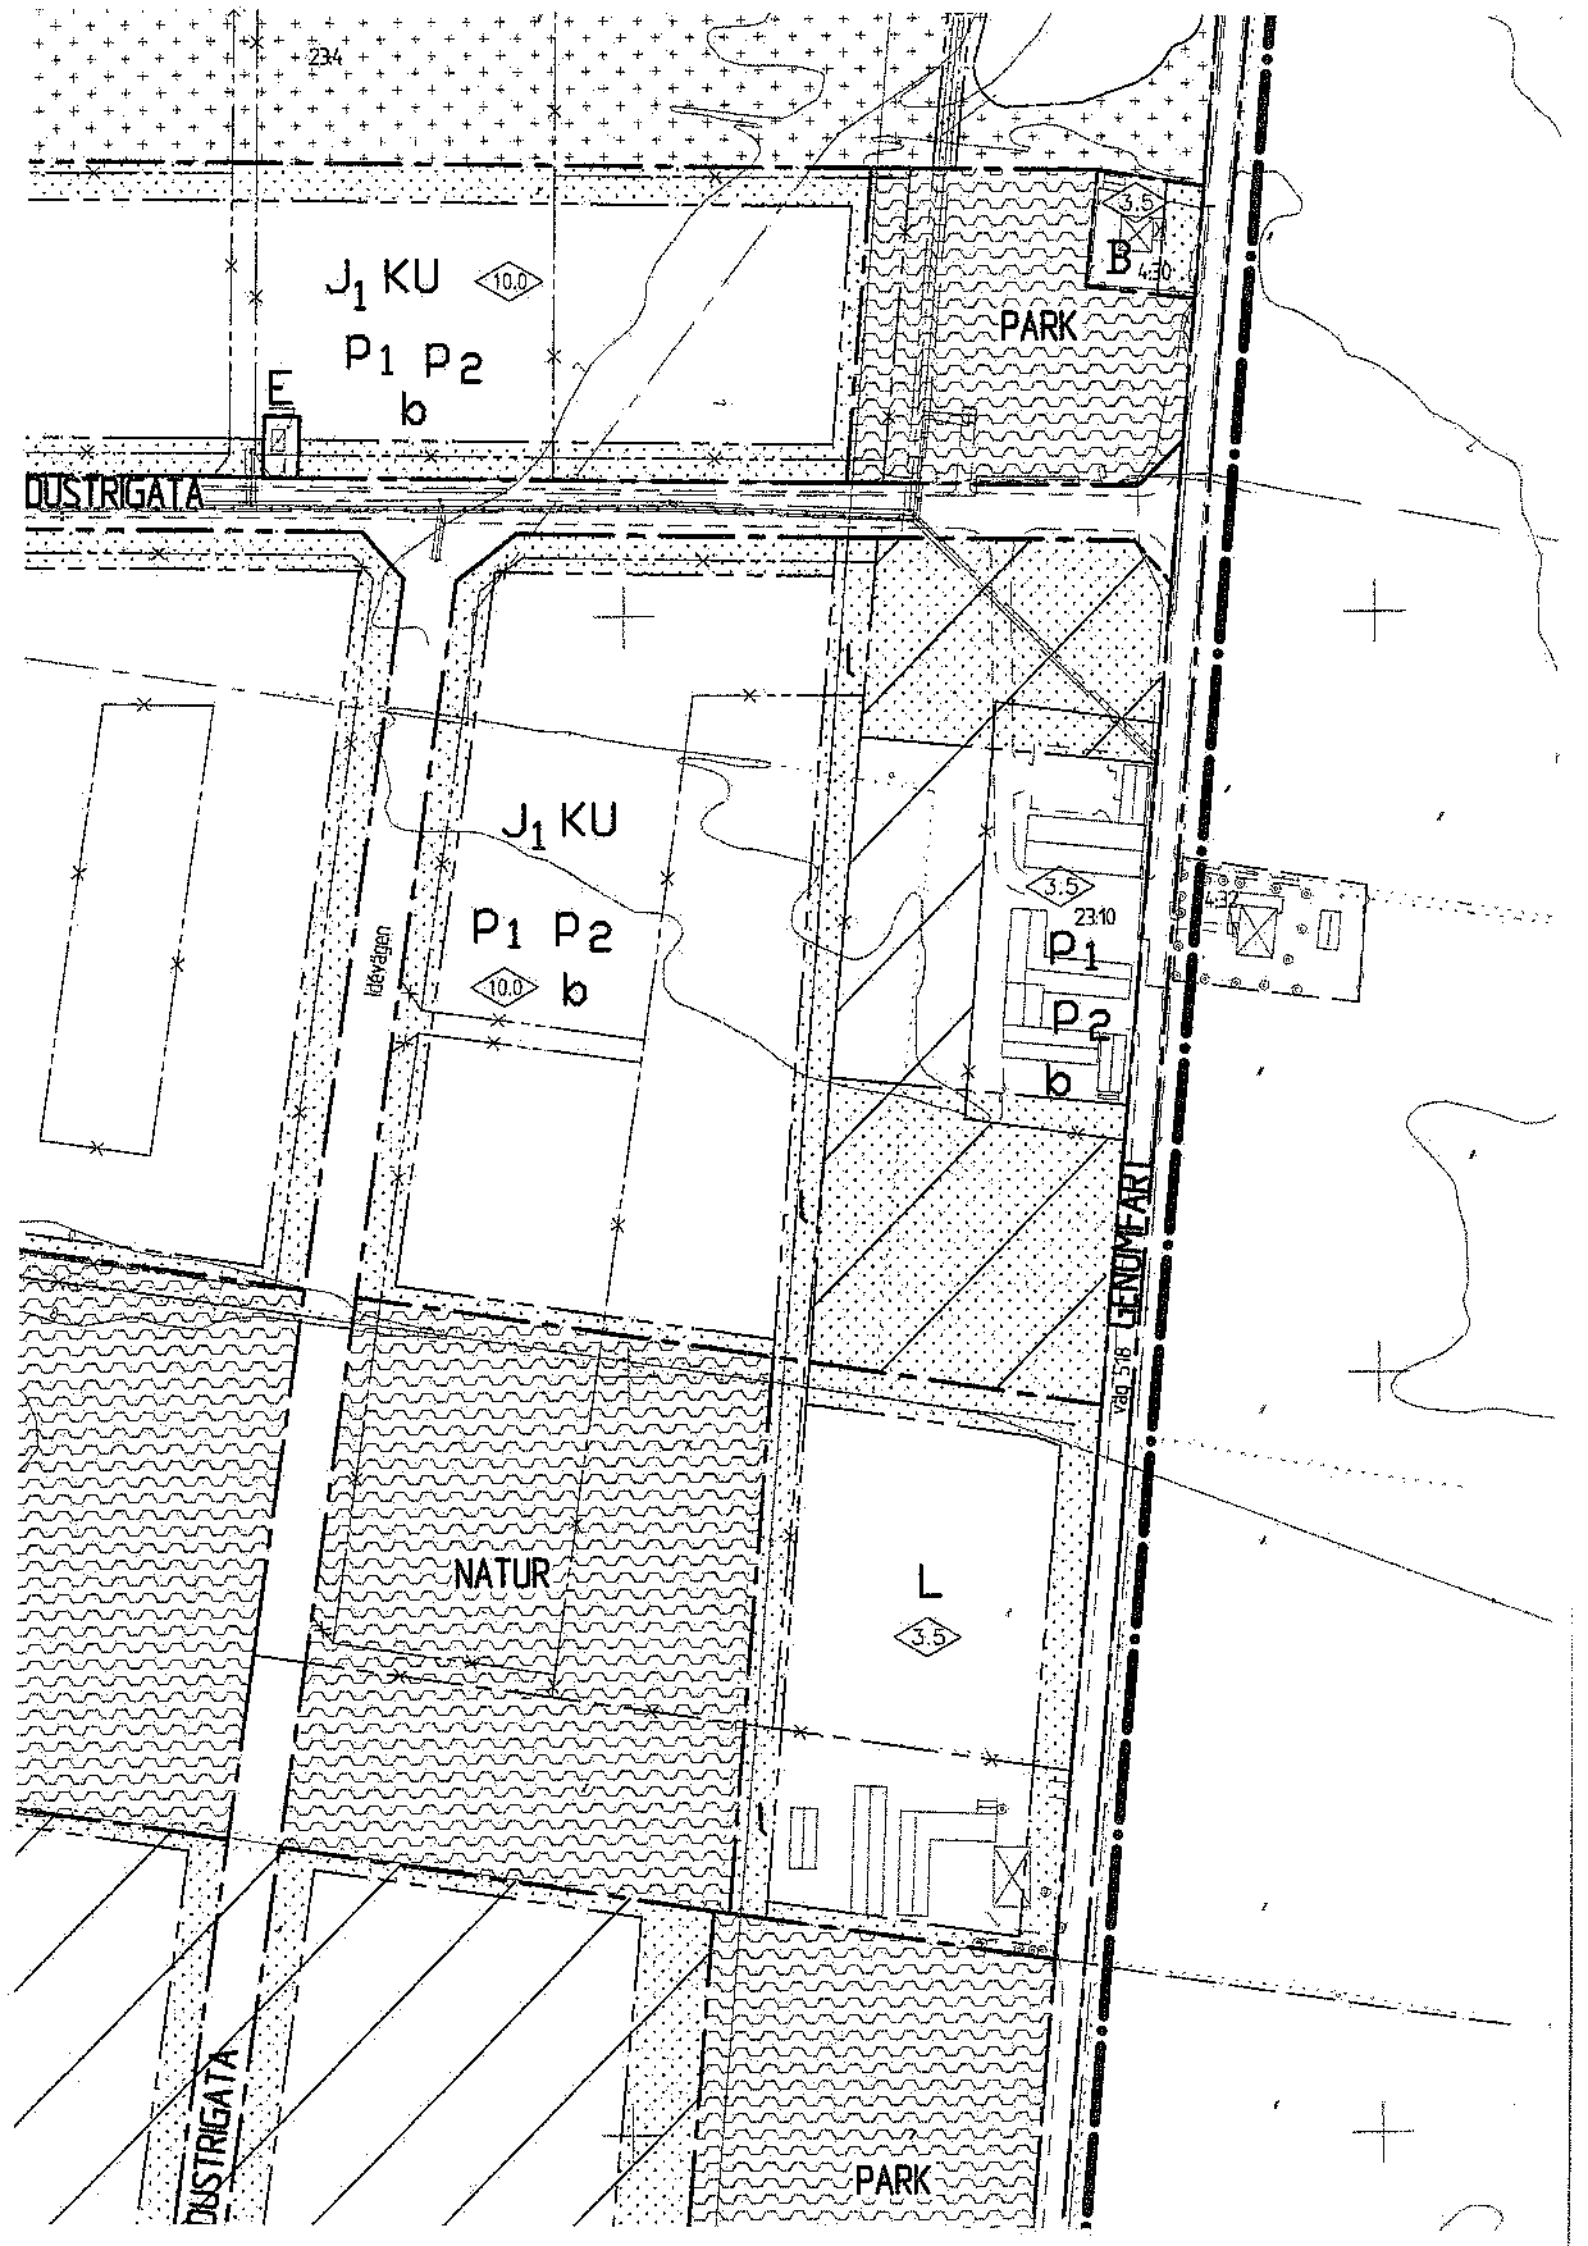 23:4
3.5
B
4:30
J1 KU 10.0
PARK
P1 P2
E
b
DUSTRIGATA
J1 KU
3.5
4:32
23:10
P1 P2
P1
Idévägen
10.0 b
P2
b
GENOMFART
väg 518
NATUR
L
3.5
DUSTRIGATA
PARK